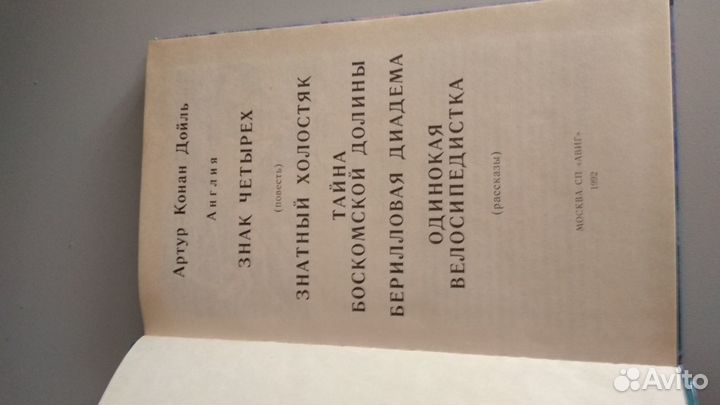 Артур Конан Дойль
Англия
ЗНАК ЧЕТЫРЕХ
(повесть)
ЗНАТНЫЙ ХОЛОСТЯК
ТАЙНА
БОСКОМСКОЙ ДОЛИНЫ
БЕРИЛЛОВАЯ ДИАДЕМА
ОДИНОКАЯ
ВЕЛОСИПЕДИСТКА
(рассказы)
МОСКВА СП «АВИГ»
1992
Avito